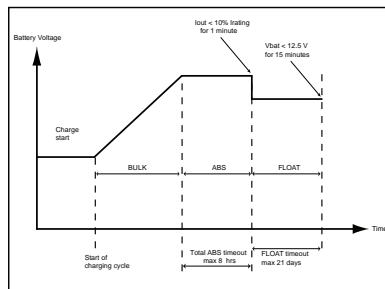 Iout < 10% Irating
for 1 minute
Battery Voltage
Vbat < 12.5 V
for 15 minutes
Charge
start
BULK
ABS
FLOAT
Time
Start of
charging cycle
Total ABS timeout
max 8 hrs
FLOAT timeout
max 21 days